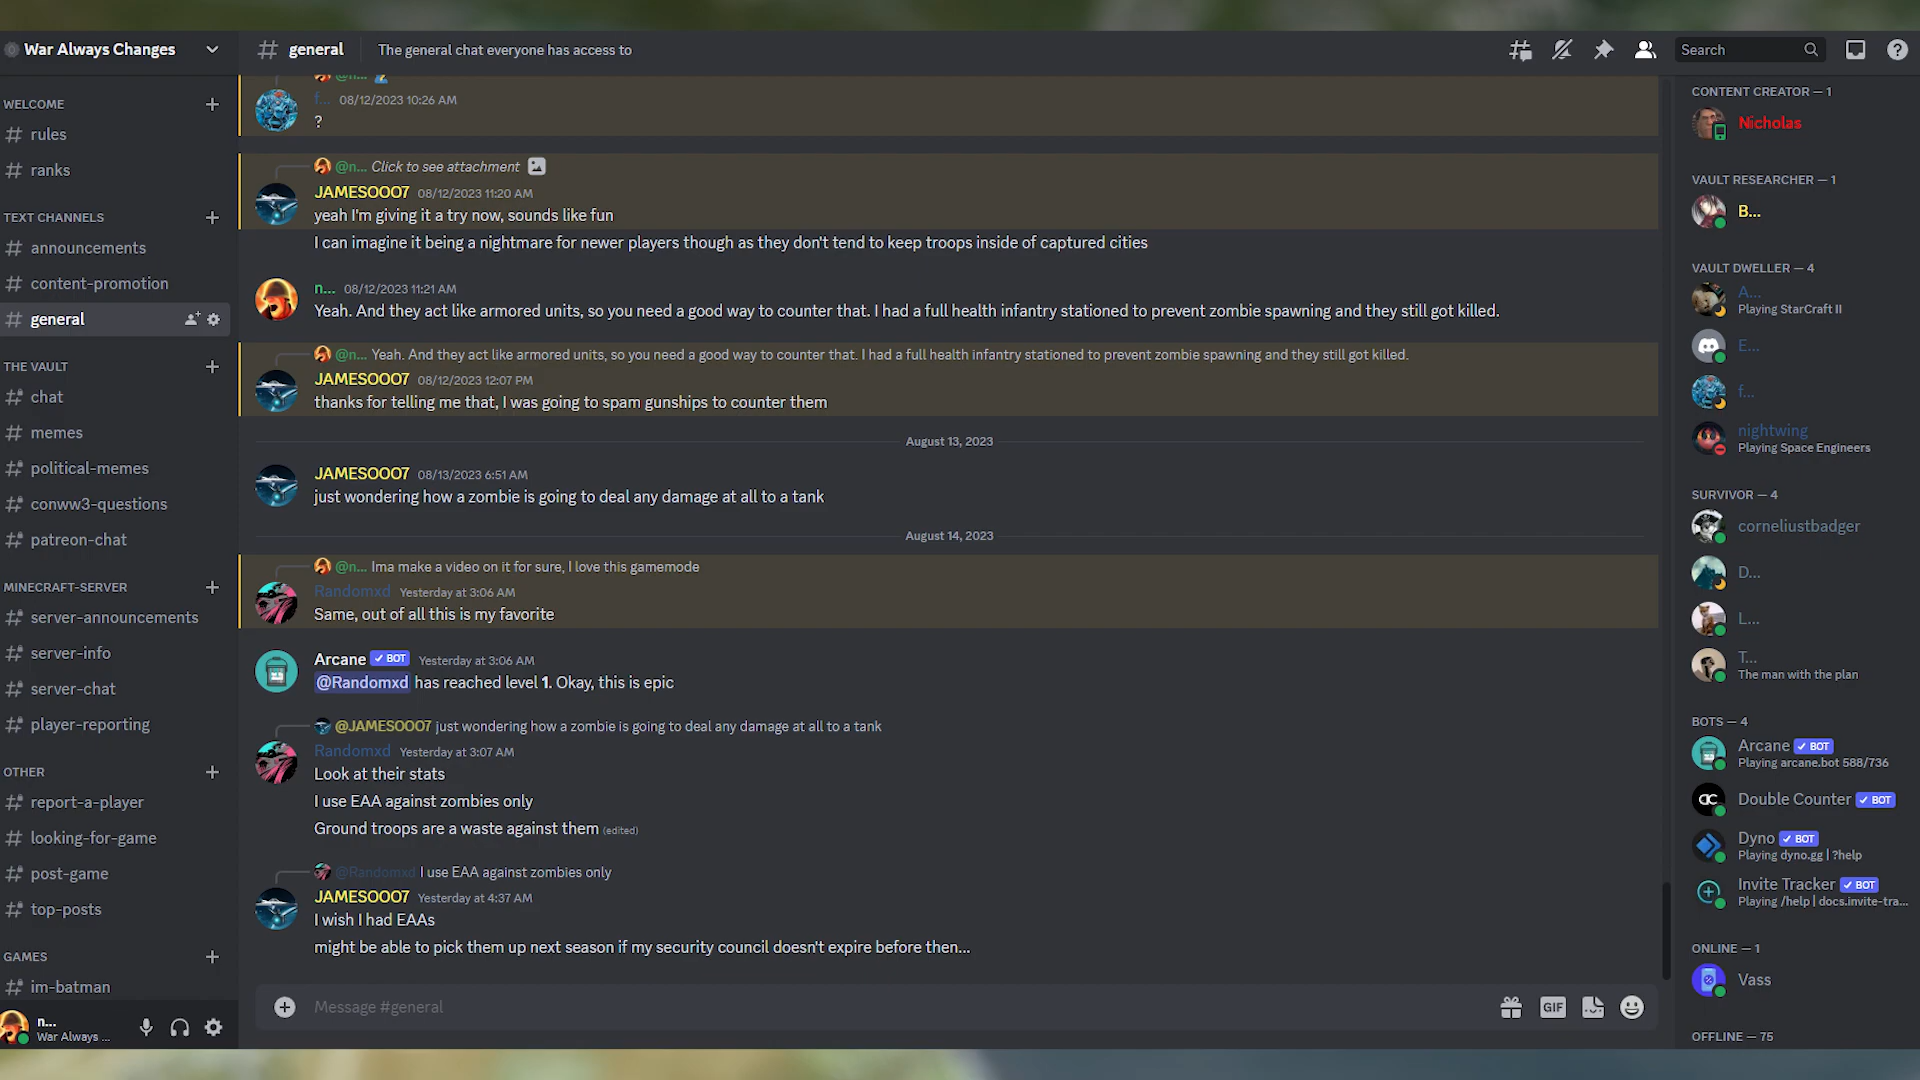 War Always Changes
general
The general chat everyone has access to
Search
WELCOME
rules
ranks
TEXT CHANNELS
announcements
content-promotion
general
THE VAULT
chat
memes
political-memes
conww3-questions
patreon-chat
MINECRAFT-SERVER
server-announcements
server-info
server-chat
player-reporting
OTHER
report-a-player
looking-for-game
post-game
top-posts
GAMES
im-batman
n...
War Always ...
@n...
f... 08/12/2023 10:26 AM
?
@n... Click to see attachment
JAMESOOO7 08/12/2023 11:20 AM
yeah I'm giving it a try now, sounds like fun
I can imagine it being a nightmare for newer players though as they don't tend to keep troops inside of captured cities
n... 08/12/2023 11:21 AM
Yeah. And they act like armored units, so you need a good way to counter that. I had a full health infantry stationed to prevent zombie spawning and they still got killed.
@n... Yeah. And they act like armored units, so you need a good way to counter that. I had a full health infantry stationed to prevent zombie spawning and they still got killed.
JAMESOOO7 08/12/2023 12:07 PM
thanks for telling me that, I was going to spam gunships to counter them
August 13, 2023
JAMESOOO7 08/13/2023 6:51 AM
just wondering how a zombie is going to deal any damage at all to a tank
August 14, 2023
@n... Ima make a video on it for sure, I love this gamemode
Randomxd Yesterday at 3:06 AM
Same, out of all this is my favorite
Arcane BOT Yesterday at 3:06 AM
@Randomxd has reached level 1. Okay, this is epic
@JAMESOOO7 just wondering how a zombie is going to deal any damage at all to a tank
Randomxd Yesterday at 3:07 AM
Look at their stats
I use EAA against zombies only
Ground troops are a waste against them (edited)
@Randomxd I use EAA against zombies only
JAMESOOO7 Yesterday at 4:37 AM
I wish I had EAAs
might be able to pick them up next season if my security council doesn't expire before then...
Message #general
GIF
CONTENT CREATOR — 1
Nicholas
VAULT RESEARCHER — 1
B...
VAULT DWELLER — 4
A...
Playing StarCraft II
E...
f...
nightwing
Playing Space Engineers
SURVIVOR — 4
corneliustbadger
D...
L...
T...
The man with the plan
BOTS — 4
Arcane BOT
Playing arcane.bot 588/736
Double Counter BOT
Dyno BOT
Playing dyno.gg | ?help
Invite Tracker BOT
Playing /help | docs.invite-tra...
ONLINE — 1
Vass
OFFLINE — 75